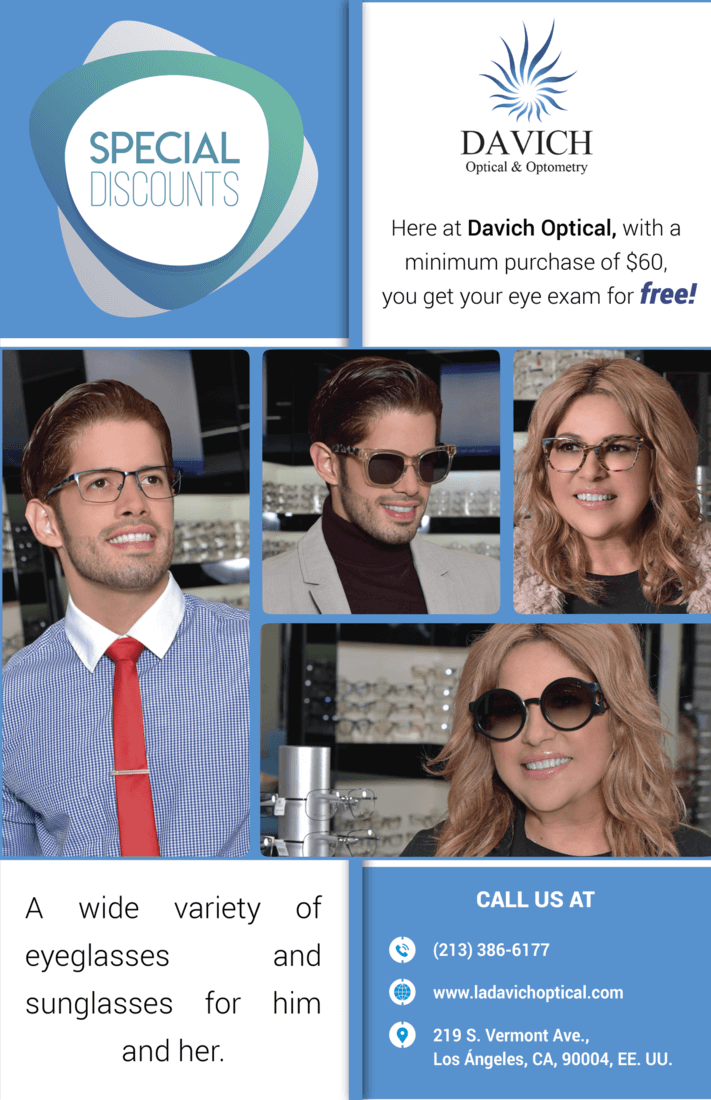 SPECIAL
DISCOUNTS
DAVICH
Optical & Optometry
Here at Davich Optical, with a
minimum purchase of $60,
you get your eye exam for free!
A wide variety of
eyeglasses and
sunglasses for him
and her.
CALL US AT
(213) 386-6177
www.ladavichoptical.com
219 S. Vermont Ave.,
Los Ángeles, CA, 90004, EE. UU.